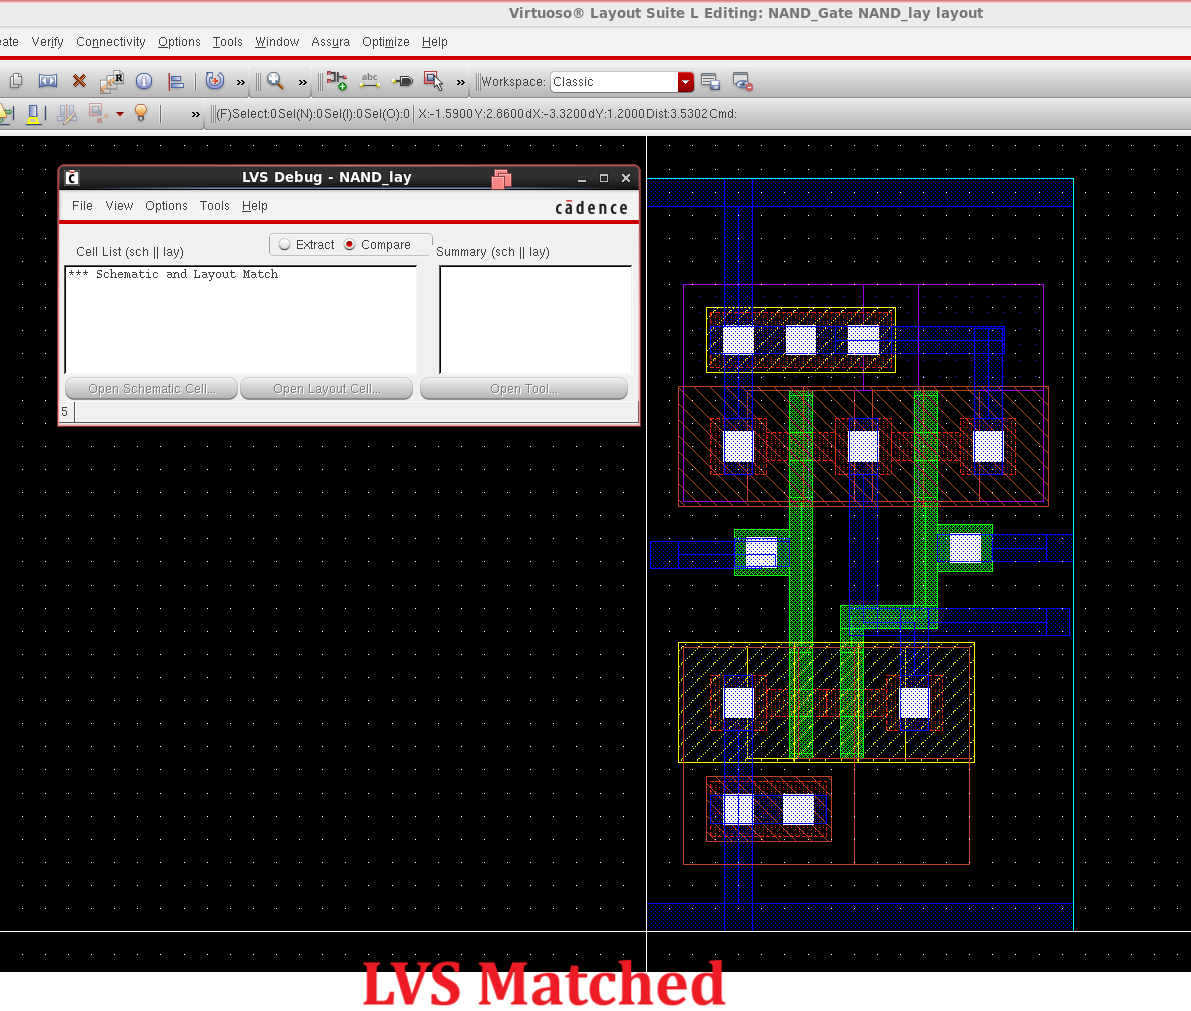 Virtuoso® Layout Suite L Editing: NAND_Gate NAND_lay layout
eate Verify Connectivity Options Tools Window Assura Optimize Help
R abc Workspace: Classic
(F)Select:0 Sel(N):0 Sel(I):0 Sel(O):0 X:-1.5900 Y:2.8600 dX:-3.3200 dY:1.2000 Dist:3.5302 Cmd:
LVS Debug - NAND_lay
File View Options Tools Help
cādence
Extract Compare
Cell List (sch || lay) Summary (sch || lay)
*** Schematic and Layout Match
Open Schematic Cell... Open Layout Cell... Open Tool...
5
LVS Matched